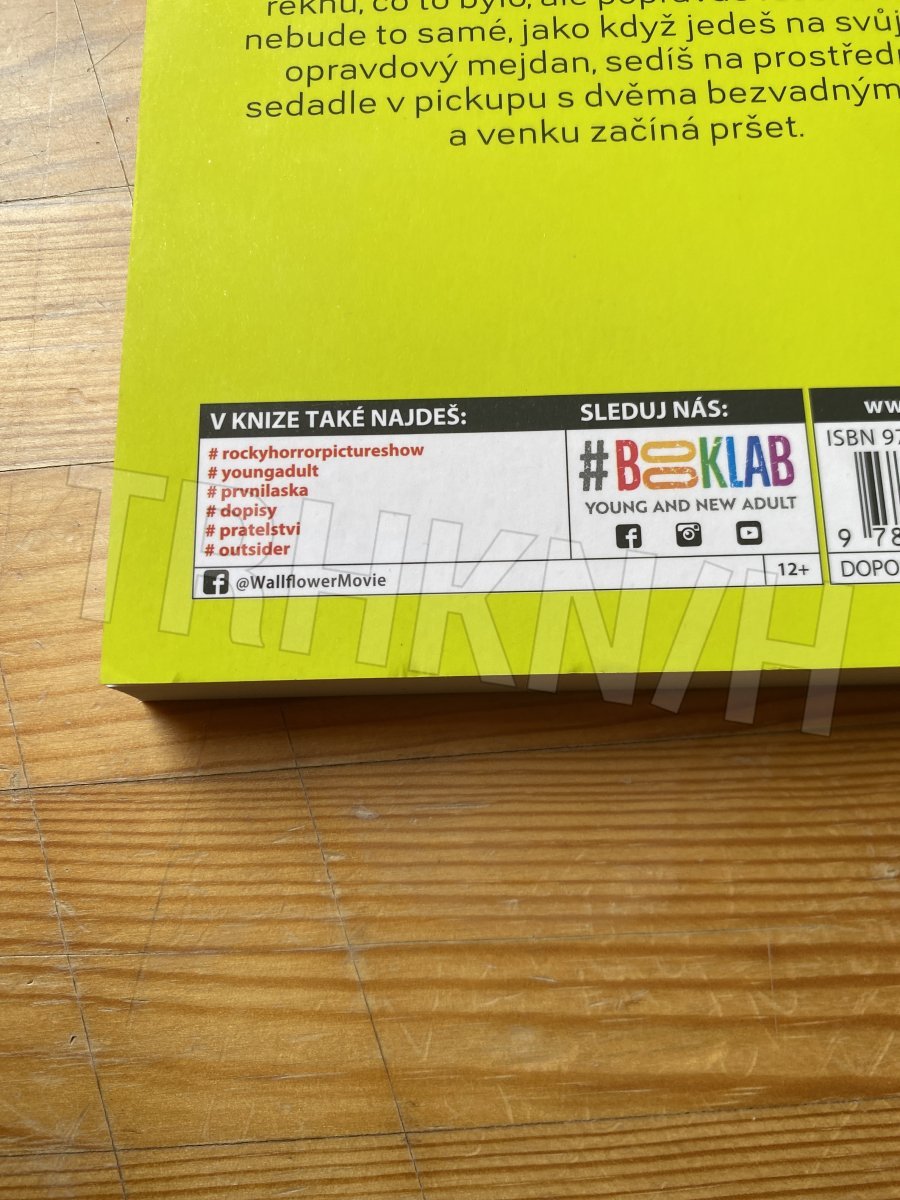 nebude to samé, jako když jedeš na svůj
opravdový mejdan, sedíš na
sedadle v pickupu s dvěma
a venku začíná pršet.
V KNIZE TAKÉ NAJDEŠ:
# rockyhorrorpictureshow
# youngadult
# prvnilaska
# dopisy
# pratelstvi
# outsider
@WallflowerMovie
SLEDUJ NÁS:
#BOOKLAB
YOUNG AND NEW ADULT
12+
ISBN
9 78
TRHKNIH